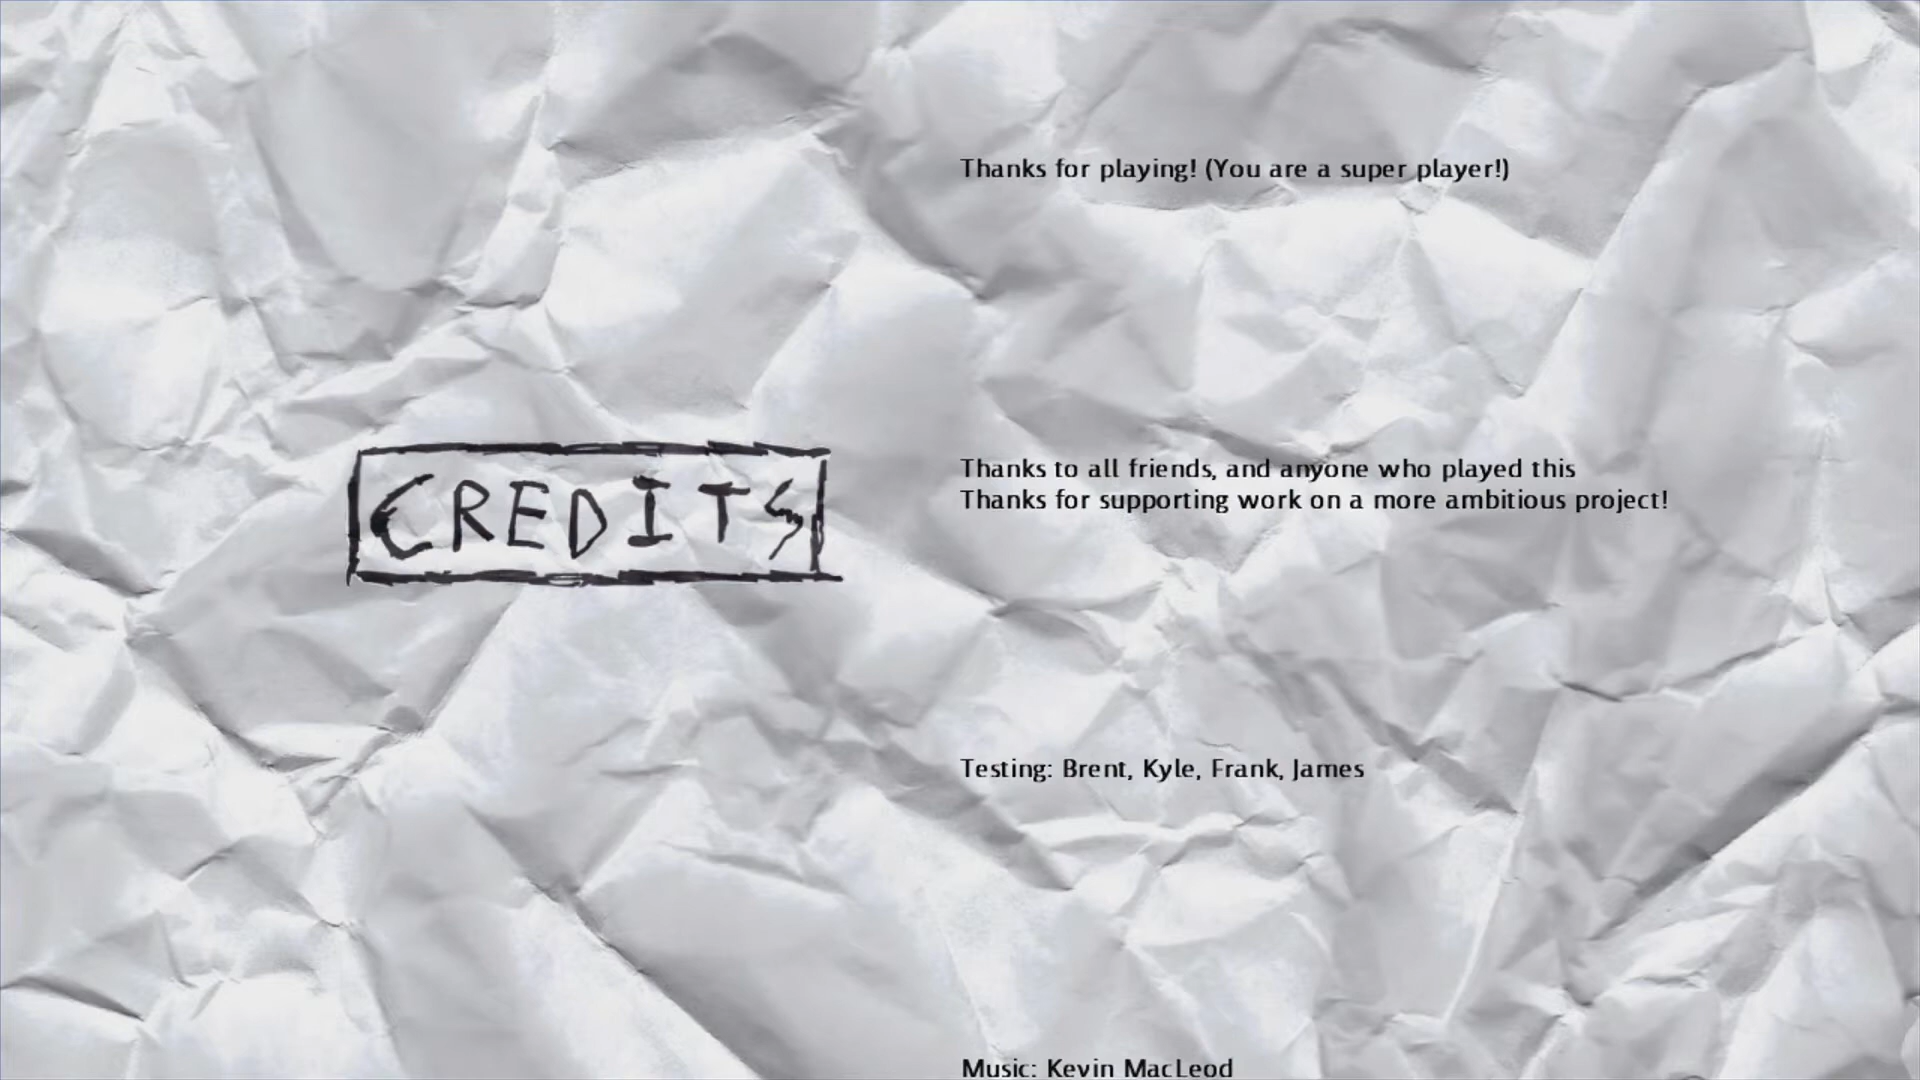 Thanks for playing! (You are a super player!)
CREDITS
Thanks to all friends, and anyone who played this
Thanks for supporting work on a more ambitious project!
Testing: Brent, Kyle, Frank, James
Music: Kevin MacLeod